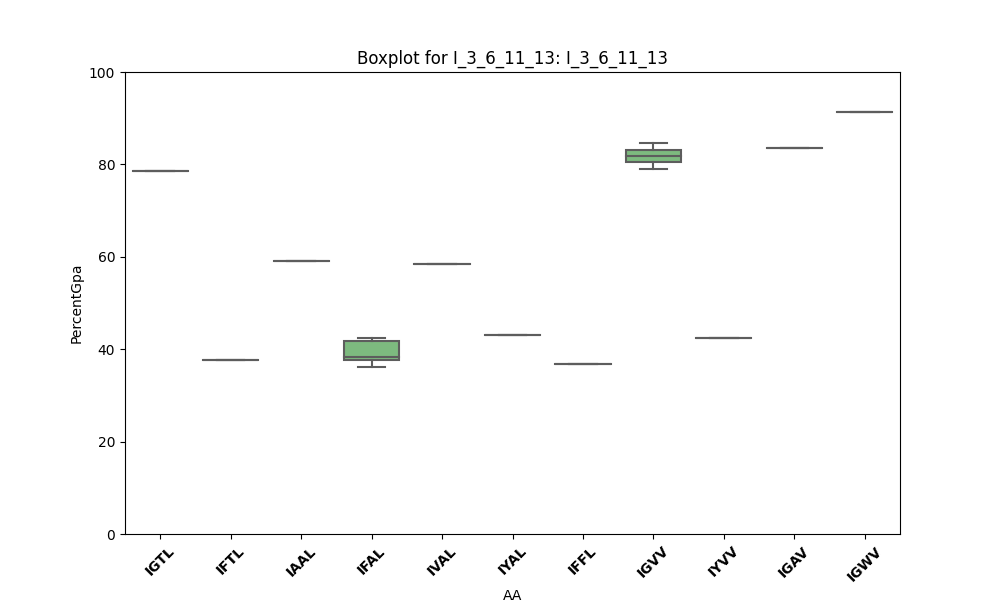 Boxplot for I_3_6_11_13: I_3_6_11_13
100
80
60
40
20
0
PercentGpa
IGTL
IFTL
IAAL
IFAL
IVAL
IYAL
IFFL
IGVV
IYVV
IGAV
IGWV
AA